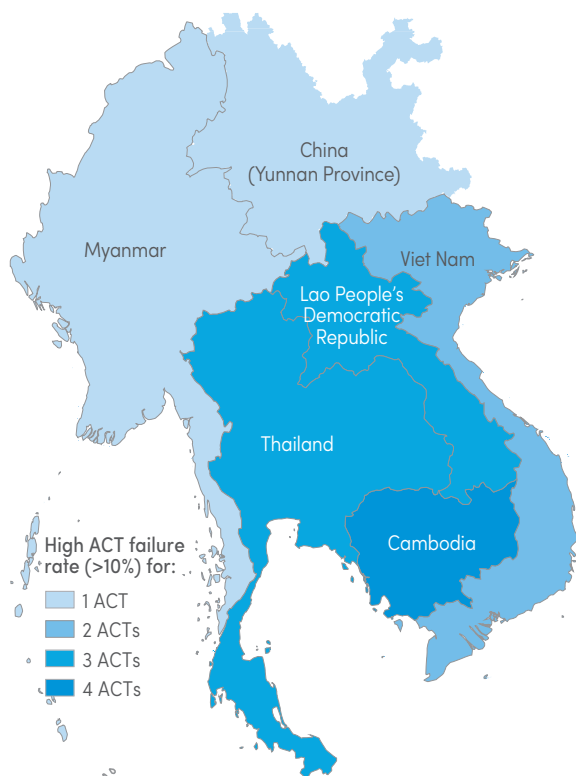 China
(Yunnan Province)
Myanmar
Viet Nam
Lao People's
Democratic
Republic
Thailand
Cambodia
High ACT failure
rate (>10%) for:
1 ACT
2 ACTs
3 ACTs
4 ACTs